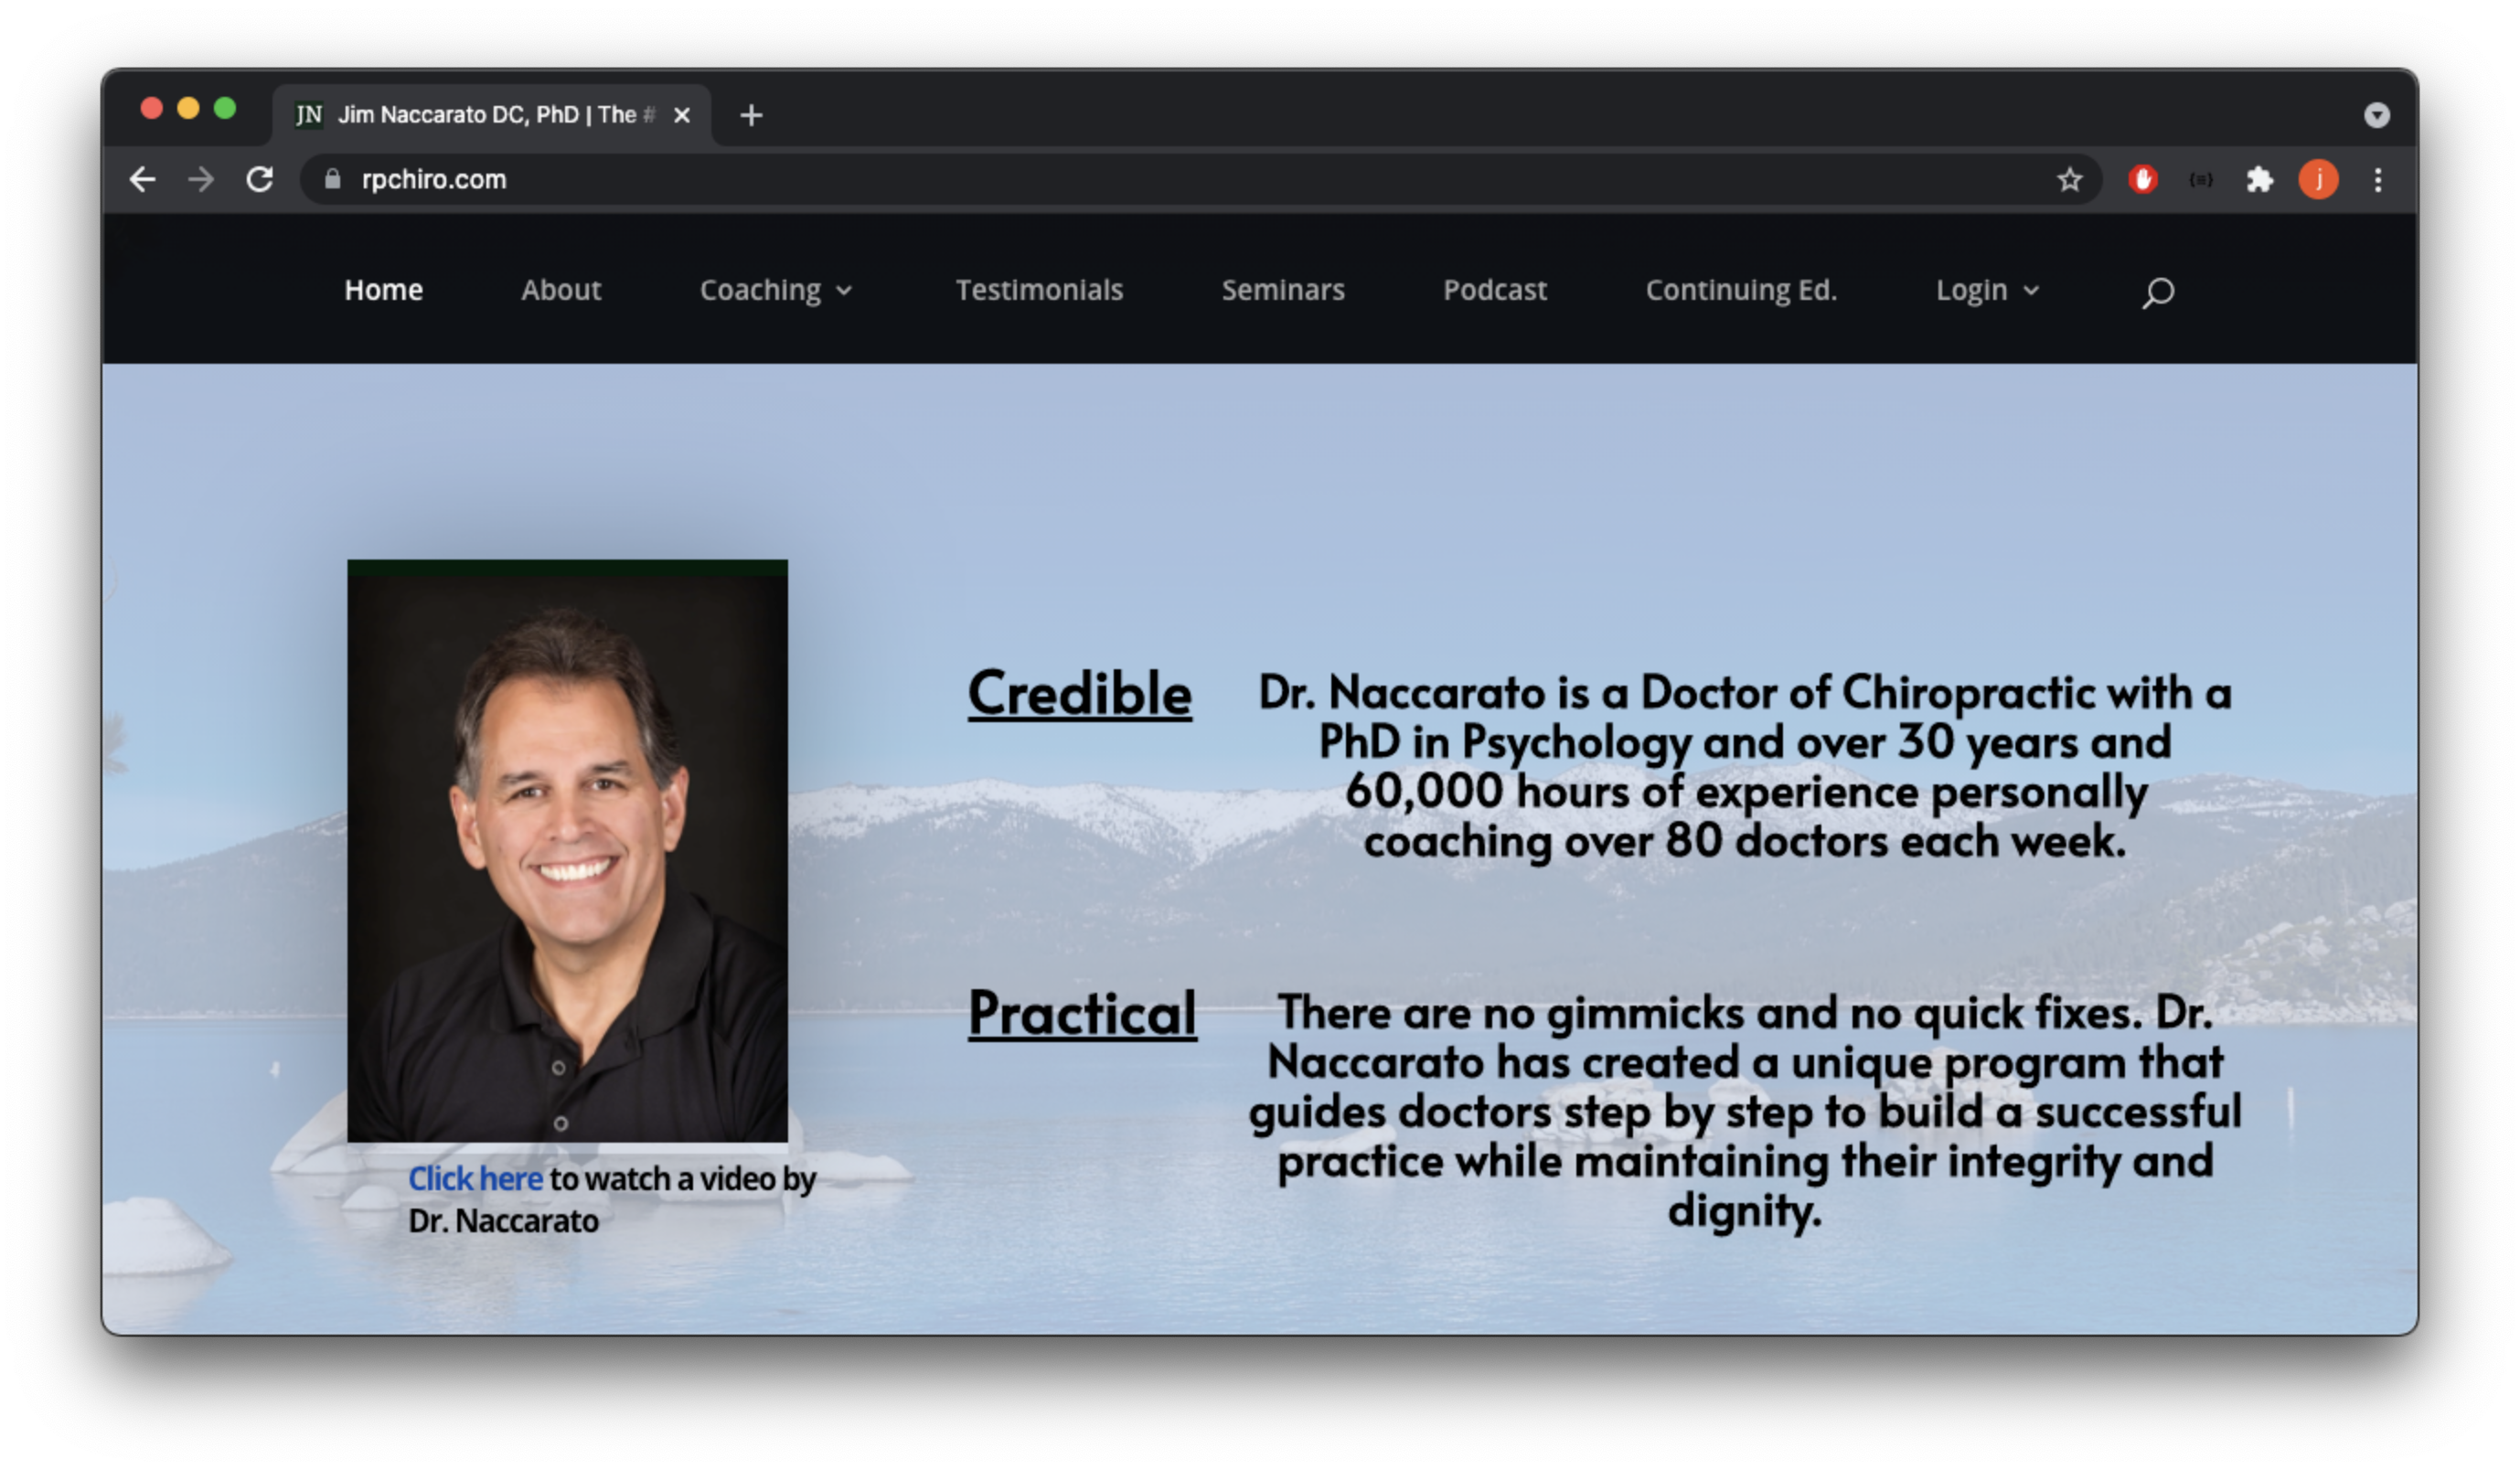 JN Jim Naccarato DC, PhD | The #
rpchiro.com
j
Home About Coaching Testimonials Seminars Podcast Continuing Ed. Login
Credible
Dr. Naccarato is a Doctor of Chiropractic with a
PhD in Psychology and over 30 years and
60,000 hours of experience personally
coaching over 80 doctors each week.
Practical
There are no gimmicks and no quick fixes. Dr.
Naccarato has created a unique program that
guides doctors step by step to build a successful
practice while maintaining their integrity and
dignity.
Click here to watch a video by
Dr. Naccarato